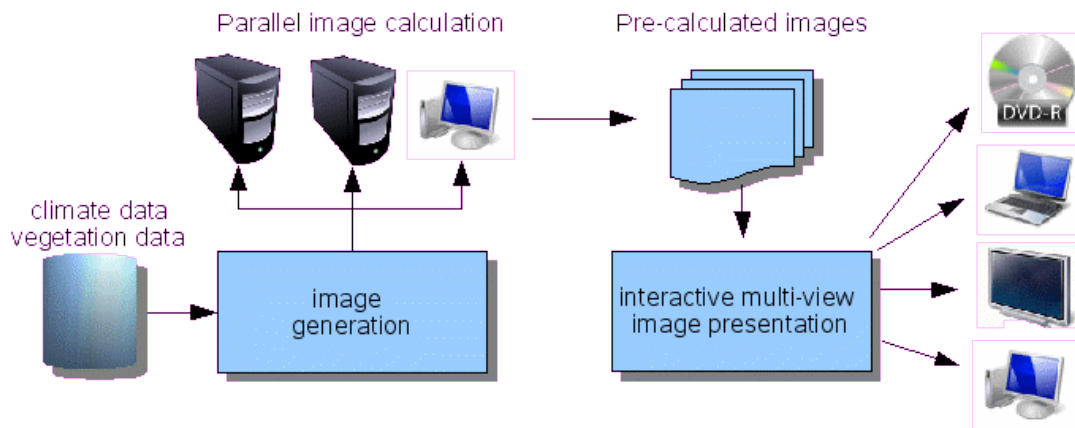 Parallel image calculation
Pre-calculated images
DVD-R
climate data
vegetation data
image
generation
interactive multi-view
image presentation